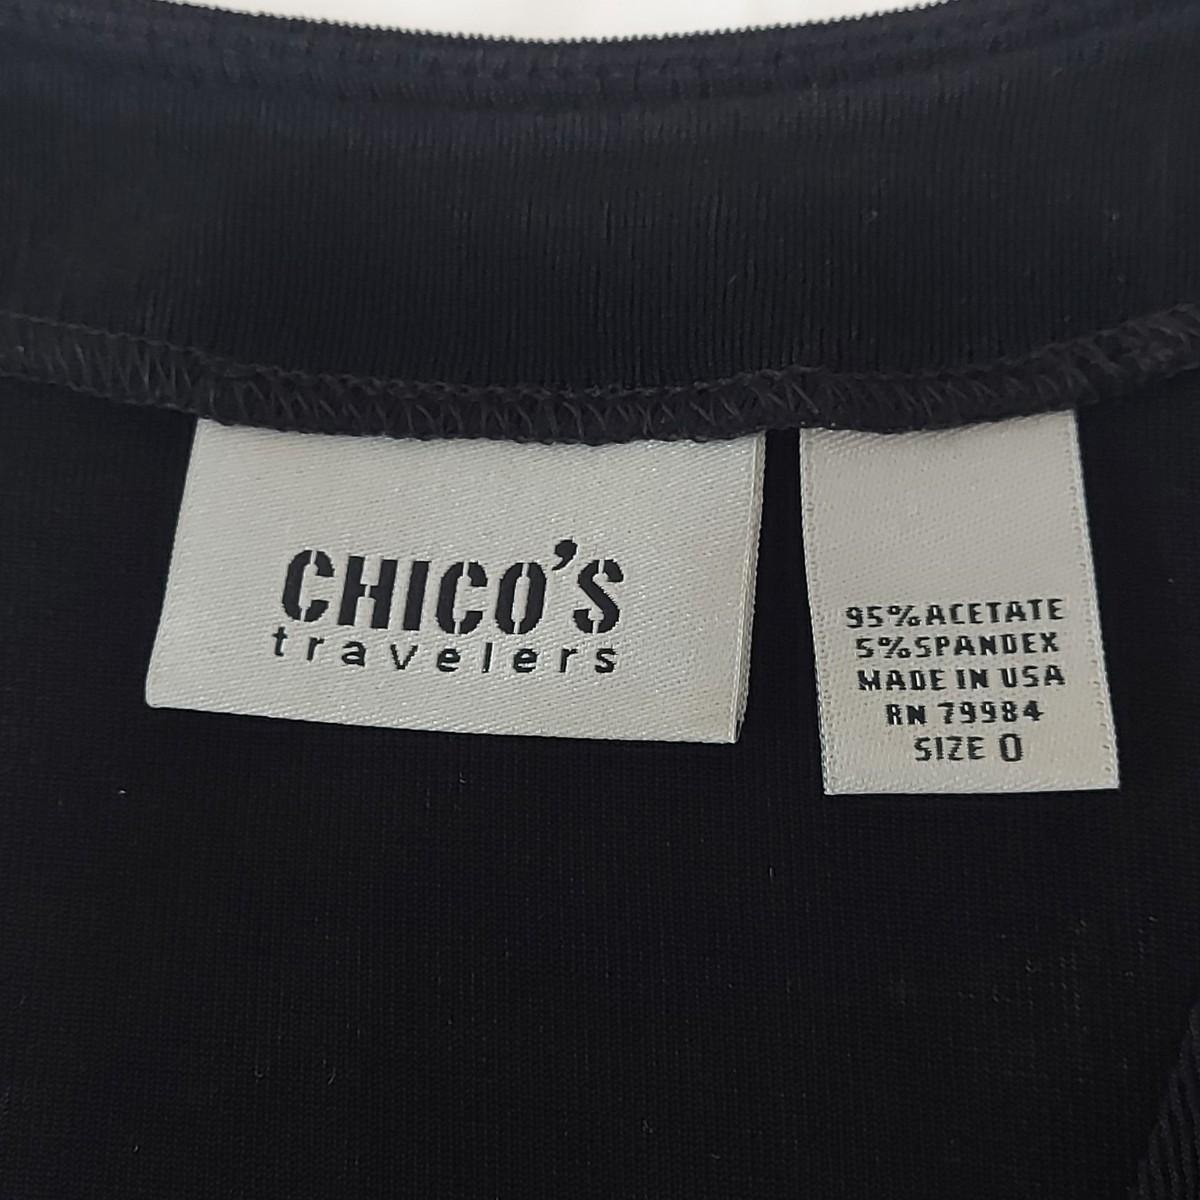 CHICO'S
travelers
95% ACETATE
5% SPANDEX
MADE IN USA
RN 79984
SIZE 0